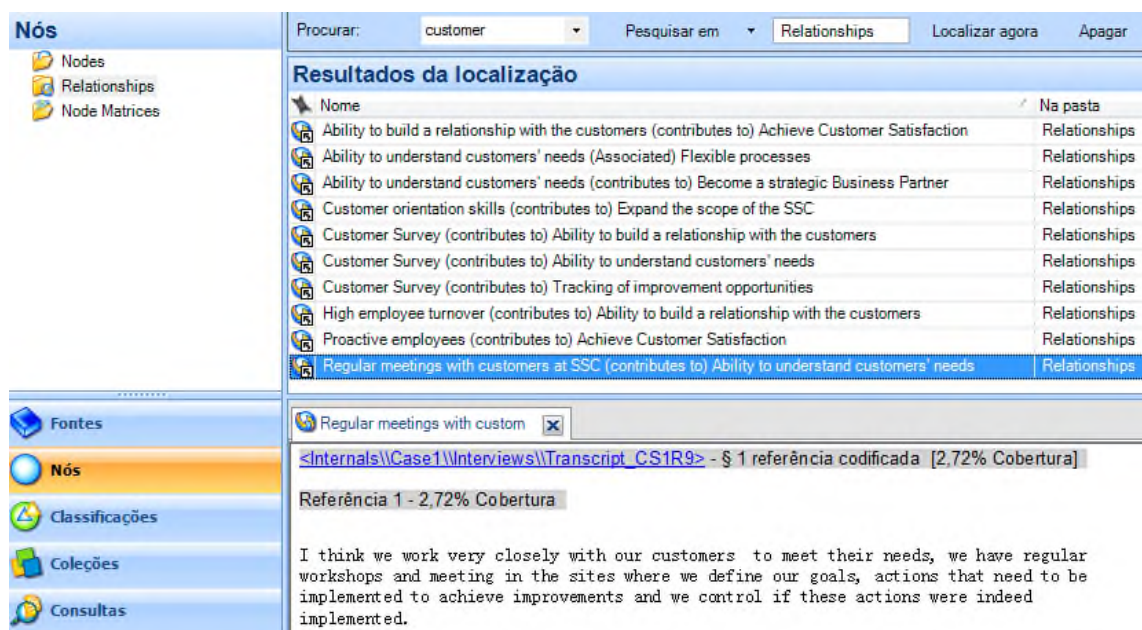 Nós
Nodes
Relationships
Node Matrices
Procurar: customer Pesquisar em Relationships Localizar agora Apagar
Resultados da localização
Nome Na pasta
Ability to build a relationship with the customers (contributes to) Achieve Customer Satisfaction Relationships
Ability to understand customers' needs (Associated) Flexible processes Relationships
Ability to understand customers' needs (contributes to) Become a strategic Business Partner Relationships
Customer orientation skills (contributes to) Expand the scope of the SSC Relationships
Customer Survey (contributes to) Ability to build a relationship with the customers Relationships
Customer Survey (contributes to) Ability to understand customers' needs Relationships
Customer Survey (contributes to) Tracking of improvement opportunities Relationships
High employee turnover (contributes to) Ability to build a relationship with the customers Relationships
Proactive employees (contributes to) Achieve Customer Satisfaction Relationships
Regular meetings with customers at SSC (contributes to) Ability to understand customers' needs Relationships
Fontes
Nós
Classificações
Coleções
Consultas
Regular meetings with custom
<Internals\\Case1\\Interviews\\Transcript_CS1R9> - § 1 referência codificada [2,72% Cobertura]
Referência 1 - 2,72% Cobertura
I think we work very closely with our customers to meet their needs, we have regular
workshops and meeting in the sites where we define our goals, actions that need to be
implemented to achieve improvements and we control if these actions were indeed
implemented.